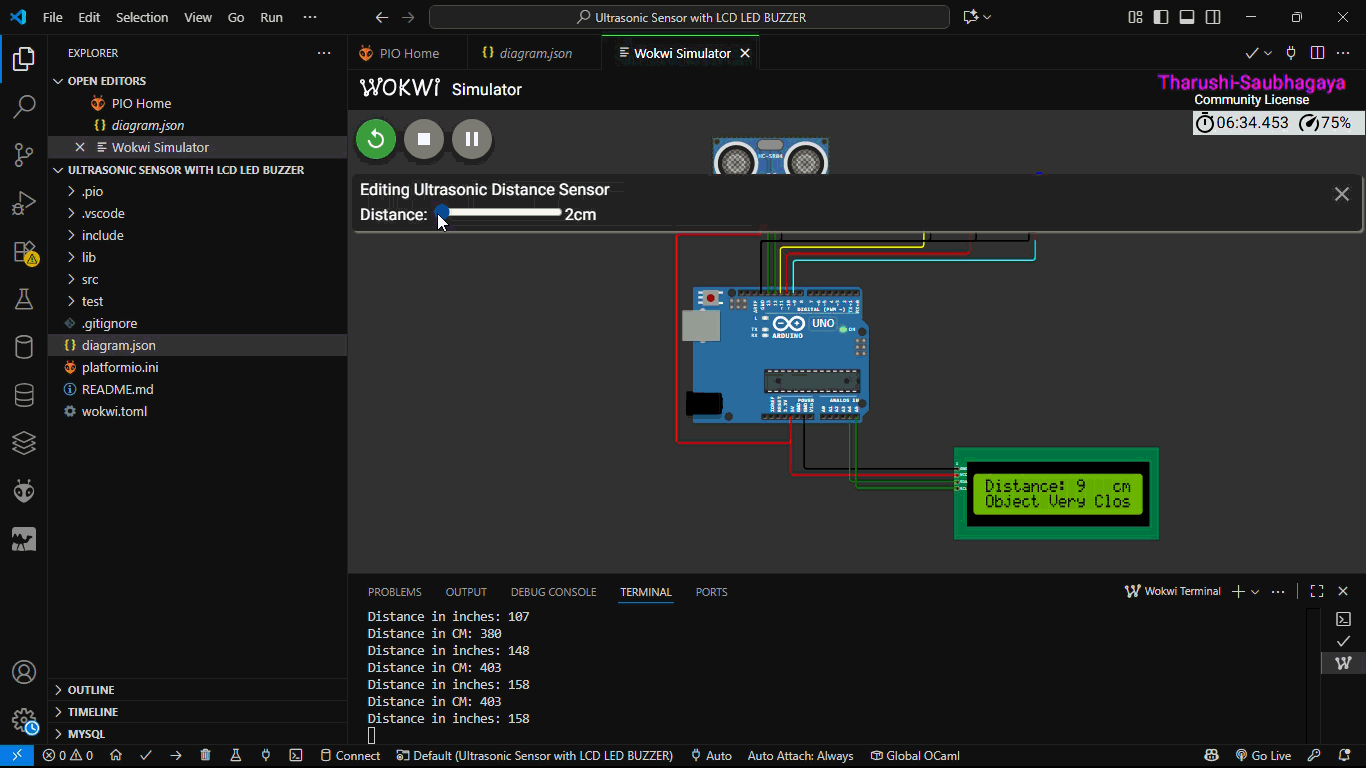 File Edit Selection View Go Run ···
Ultrasonic Sensor with LCD LED BUZZER
EXPLORER
PIO Home
diagram.json
Wokwi Simulator
OPEN EDITORS
PIO Home
diagram.json
Wokwi Simulator
ULTRASONIC SENSOR WITH LCD LED BUZZER
.pio
.vscode
include
lib
src
test
.gitignore
diagram.json
platformio.ini
README.md
wokwi.toml
OUTLINE
TIMELINE
MYSQL
WOKWI Simulator
Tharushi-Saubhagaya
Community License
06:34.453 75%
HC-SR04
Editing Ultrasonic Distance Sensor
Distance: 2cm
DIGITAL (PWM ~)
UNO
ON
L
TX
RX
ARDUINO
POWER
ANALOG IN
Distance: 9 cm
Object Very Clos
PROBLEMS OUTPUT DEBUG CONSOLE TERMINAL PORTS
Wokwi Terminal
Distance in inches: 107
Distance in CM: 380
Distance in inches: 148
Distance in CM: 403
Distance in inches: 158
Distance in CM: 403
Distance in inches: 158
0 0 Connect Default (Ultrasonic Sensor with LCD LED BUZZER) Auto Auto Attach: Always Global OCaml Go Live